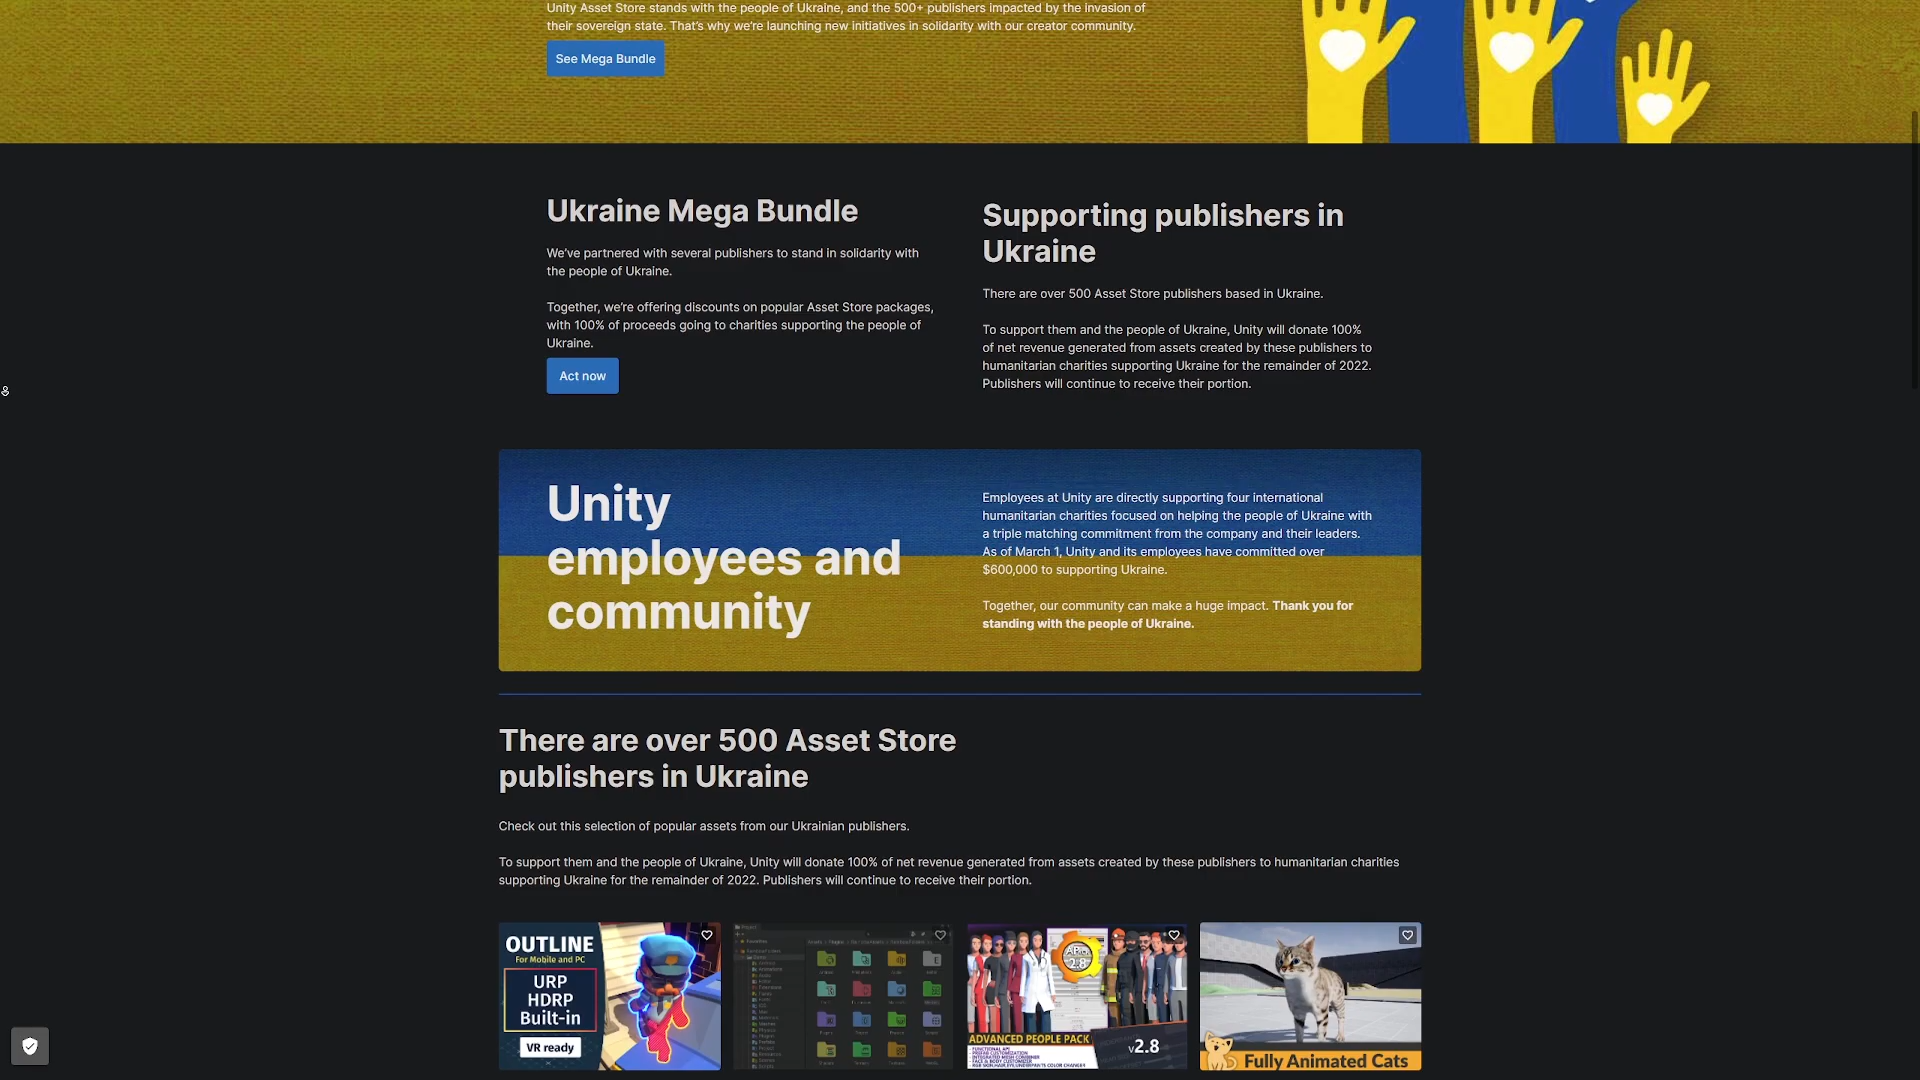 Unity Asset Store stands with the people of Ukraine, and the 500+ publishers impacted by the invasion of
their sovereign state. That's why we're launching new initiatives in solidarity with our creator community.
See Mega Bundle
Ukraine Mega Bundle
We've partnered with several publishers to stand in solidarity with
the people of Ukraine.
Together, we're offering discounts on popular Asset Store packages,
with 100% of proceeds going to charities supporting the people of
Ukraine.
Act now
Supporting publishers in
Ukraine
There are over 500 Asset Store publishers based in Ukraine.
To support them and the people of Ukraine, Unity will donate 100%
of net revenue generated from assets created by these publishers to
humanitarian charities supporting Ukraine for the remainder of 2022.
Publishers will continue to receive their portion.
Unity
employees and
community
Employees at Unity are directly supporting four international
humanitarian charities focused on helping the people of Ukraine with
a triple matching commitment from the company and their leaders.
As of March 1, Unity and its employees have committed over
$600,000 to supporting Ukraine.
Together, our community can make a huge impact. Thank you for
standing with the people of Ukraine.
There are over 500 Asset Store
publishers in Ukraine
Check out this selection of popular assets from our Ukrainian publishers.
To support them and the people of Ukraine, Unity will donate 100% of net revenue generated from assets created by these publishers to humanitarian charities
supporting Ukraine for the remainder of 2022. Publishers will continue to receive their portion.
OUTLINE
For Mobile and PC
URP
HDRP
Built-in
VR ready
2.8
ADVANCED PEOPLE PACK
v2.8
Fully Animated Cats